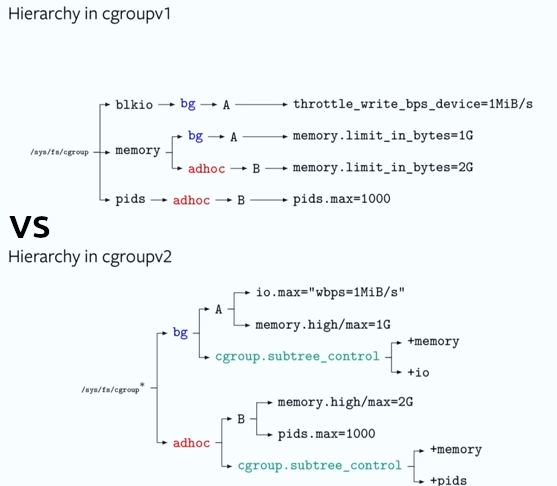 Hierarchy in cgroupv1
blkio bg A throttle_write_bps_device=1MiB/s
bg A memory.limit_in_bytes=1G
/sys/fs/cgroup memory
adhoc B memory.limit_in_bytes=2G
pids adhoc B pids.max=1000
VS
Hierarchy in cgroupv2
io.max="wbps=1MiB/s"
A
memory.high/max=1G
bg
+memory
cgroup.subtree_control
+io
/sys/fs/cgroup*
memory.high/max=2G
B
pids.max=1000
adhoc
+memory
cgroup.subtree_control
+pids